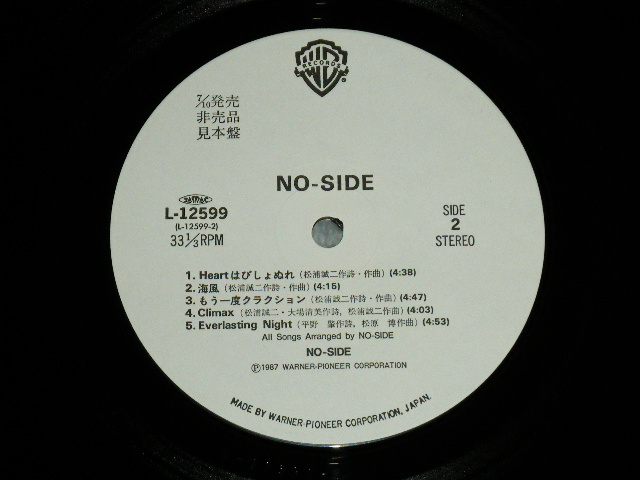 WB
RECORDS
®
7/10発売
非売品
見本盤
NO-SIDE
JASRAC
L-12599
(L-12599-2)
33 1/3 RPM
SIDE
2
STEREO
1. Heartはびしょぬれ (松浦誠二作詩・作曲) (4:38)
2. 海風 (松浦誠二作詩・作曲) (4:15)
3. もう一度クラクション (松浦誠二作詩・作曲) (4:47)
4. Climax (松浦誠二・大場清美作詩, 松浦誠二作曲) (4:03)
5. Everlasting Night (平野 肇作詩, 松原 博作曲) (4:53)
All Songs Arranged by NO-SIDE
NO-SIDE
Ⓟ1987 WARNER-PIONEER CORPORATION
MADE BY WARNER-PIONEER CORPORATION, JAPAN.